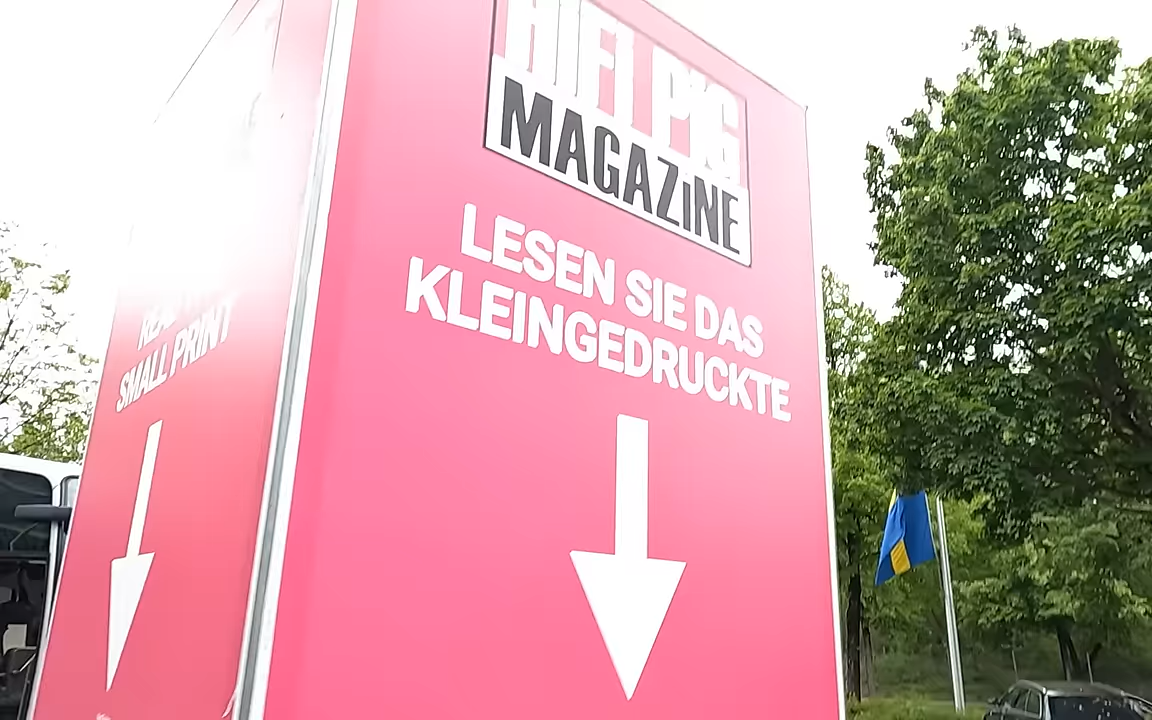 HiFi PiG
MAGAZiNE
LESEN SIE DAS
KLEINGEDRUCKTE
SMALL PRINT